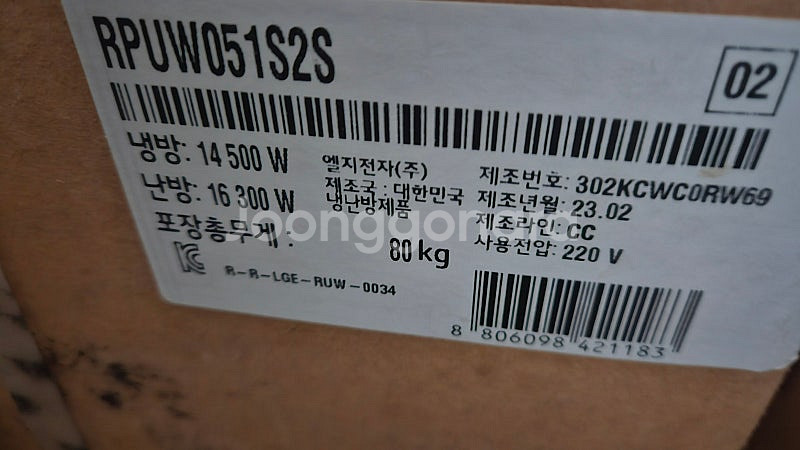 RPUW051S2S
02
냉방: 14 500 W
난방: 16 300 W
포장총무게 :
80 kg
엘지전자(주)
제조국 : 대한민국
냉난방제품
제조번호: 302KCWC0RW69
제조년월: 23.02
제조라인: CC
사용전압: 220 V
R-R-LGE-RUW-0034
8 806098 421183
Joonggonara